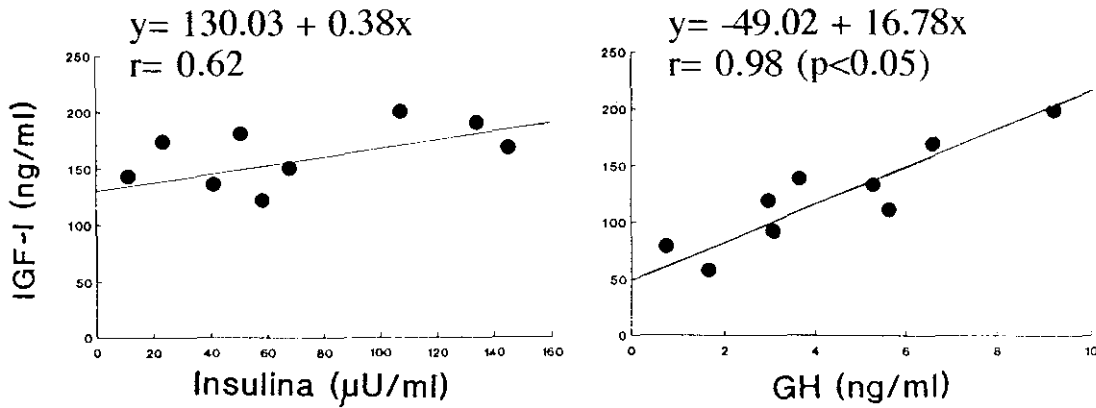 y= 130.03 + 0.38x
r= 0.62
250
200
150
100
50
0
0 20 40 60 80 100 120 140 160
IGF-I (ng/ml)
Insulina (µU/ml)
y= -49.02 + 16.78x
r= 0.98 (p<0.05)
250
200
150
100
50
0
0 2 4 6 8 10
GH (ng/ml)